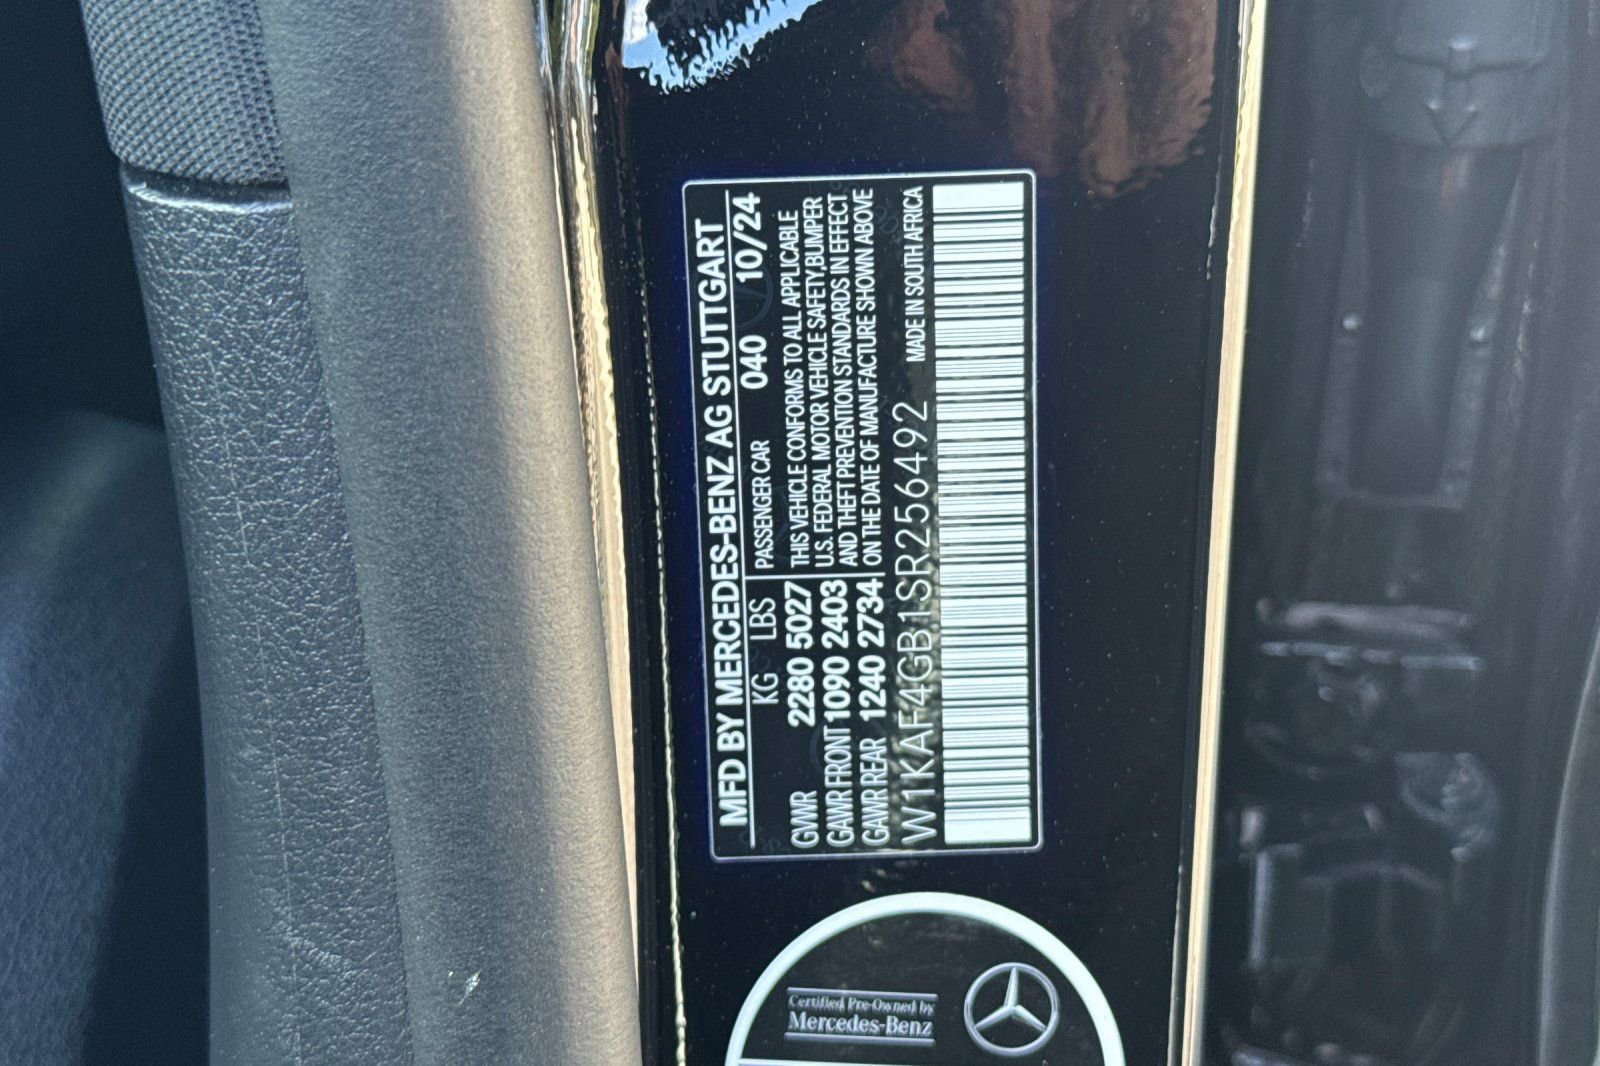 MFD BY MERCEDES-BENZ AG STUTTGART
KG LBS PASSENGER CAR 040 10/24
GVWR 2280 5027
GAWR FRONT 1090 2403
GAWR REAR 1240 2734
THIS VEHICLE CONFORMS TO ALL APPLICABLE
U.S. FEDERAL MOTOR VEHICLE SAFETY,BUMPER
AND THEFT PREVENTION STANDARDS IN EFFECT
ON THE DATE OF MANUFACTURE SHOWN ABOVE
W1KAF4GB1SR256492 MADE IN SOUTH AFRICA
Certified Pre-Owned by
Mercedes-Benz